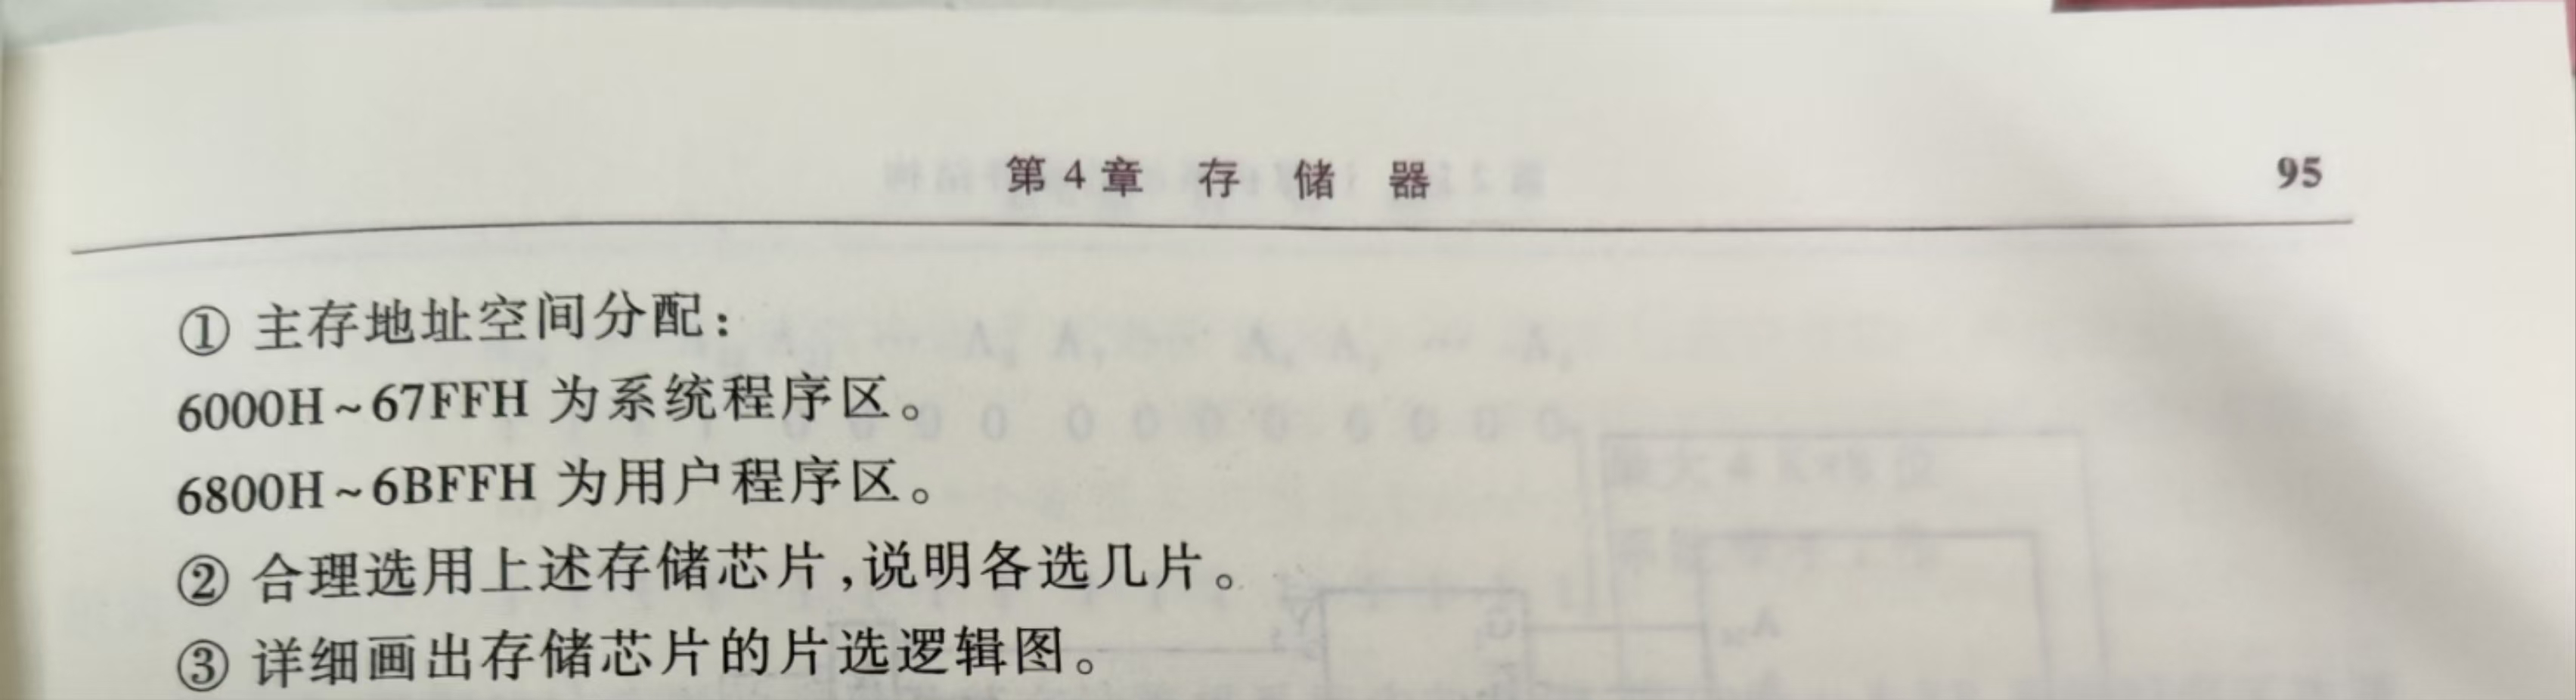 第4章 存储器 95
① 主存地址空间分配：
6000H~67FFH 为系统程序区。
6800H~6BFFH 为用户程序区。
② 合理选用上述存储芯片，说明各选几片。
③ 详细画出存储芯片的片选逻辑图。